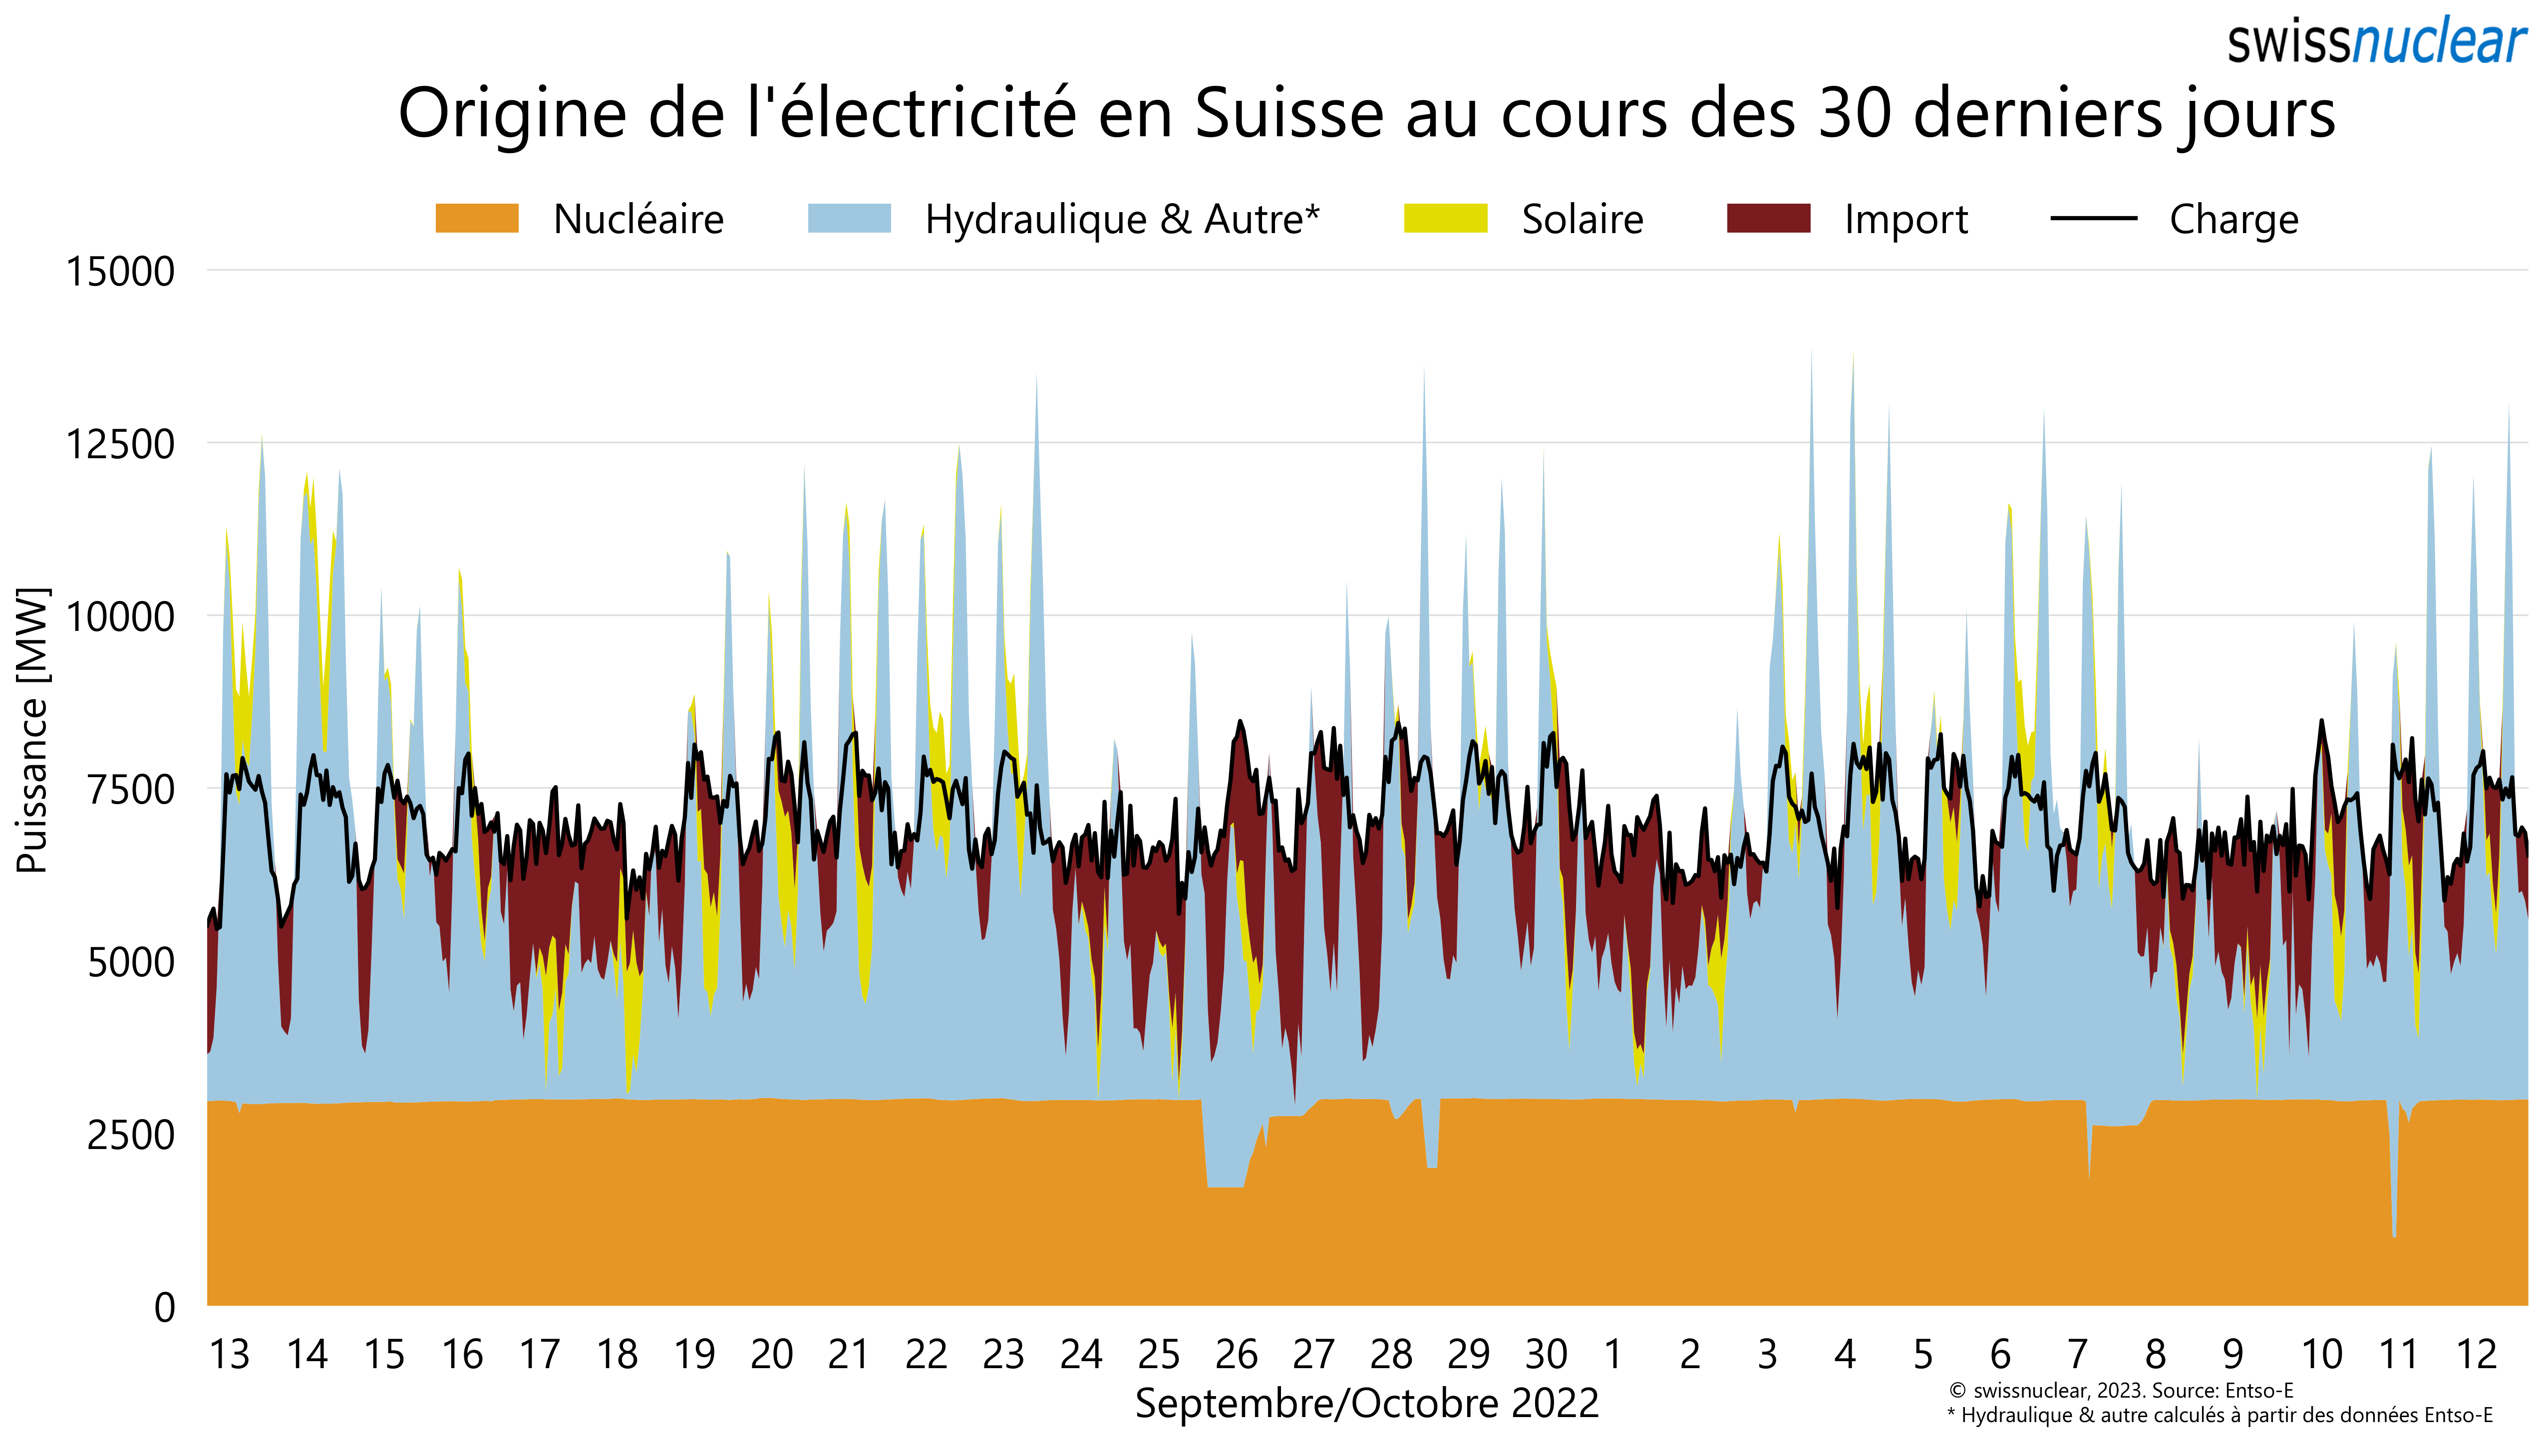 swissnuclear
Origine de l'électricité en Suisse au cours des 30 derniers jours
Nucléaire Hydraulique & Autre* Solaire Import Charge
15000
12500
10000
7500
5000
2500
0
Puissance [MW]
13 14 15 16 17 18 19 20 21 22 23 24 25 26 27 28 29 30 1 2 3 4 5 6 7 8 9 10 11 12
Septembre/Octobre 2022
© swissnuclear, 2023. Source: Entso-E
* Hydraulique & autre calculés à partir des données Entso-E